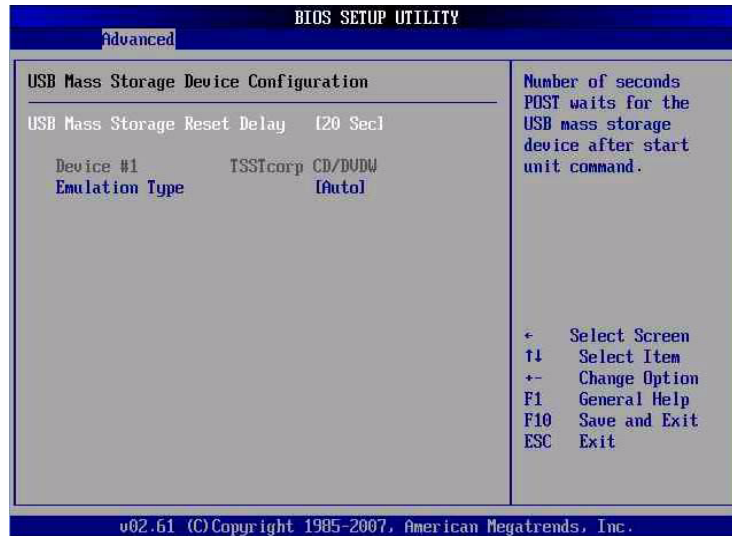 BIOS SETUP UTILITY
Advanced
USB Mass Storage Device Configuration
USB Mass Storage Reset Delay [20 Sec]
Device #1 TSSTcorp CD/DVDW
Emulation Type [Auto]
Number of seconds
POST waits for the
USB mass storage
device after start
unit command.
← Select Screen
↑↓ Select Item
+- Change Option
F1 General Help
F10 Save and Exit
ESC Exit
v02.61 (C)Copyright 1985-2007, American Megatrends, Inc.